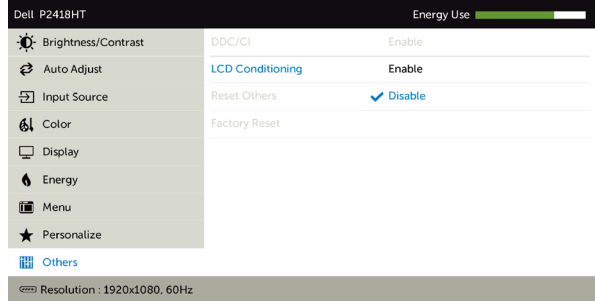 Dell P2418HT Energy Use
Brightness/Contrast DDC/CI Enable
Auto Adjust LCD Conditioning Enable
Input Source Reset Others Disable
Color Factory Reset
Display
Energy
Menu
Personalize
Others
Resolution : 1920x1080, 60Hz